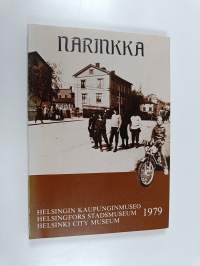 NARINKKA
HELSINGIN KAUPUNGINMUSEO
HELSINGFORS STADSMUSEUM 1979
HELSINKI CITY MUSEUM